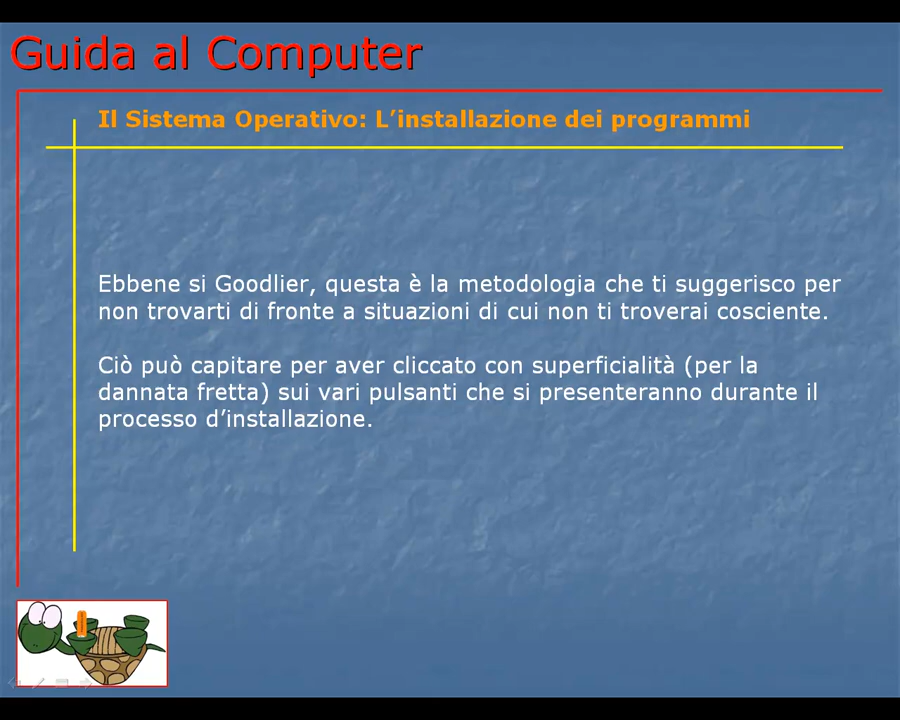 Guida al Computer
Il Sistema Operativo: L’installazione dei programmi
Ebbene si Goodlier, questa è la metodologia che ti suggerisco per
non trovarti di fronte a situazioni di cui non ti troverai cosciente.
Ciò può capitare per aver cliccato con superficialità (per la
dannata fretta) sui vari pulsanti che si presenteranno durante il
processo d’installazione.